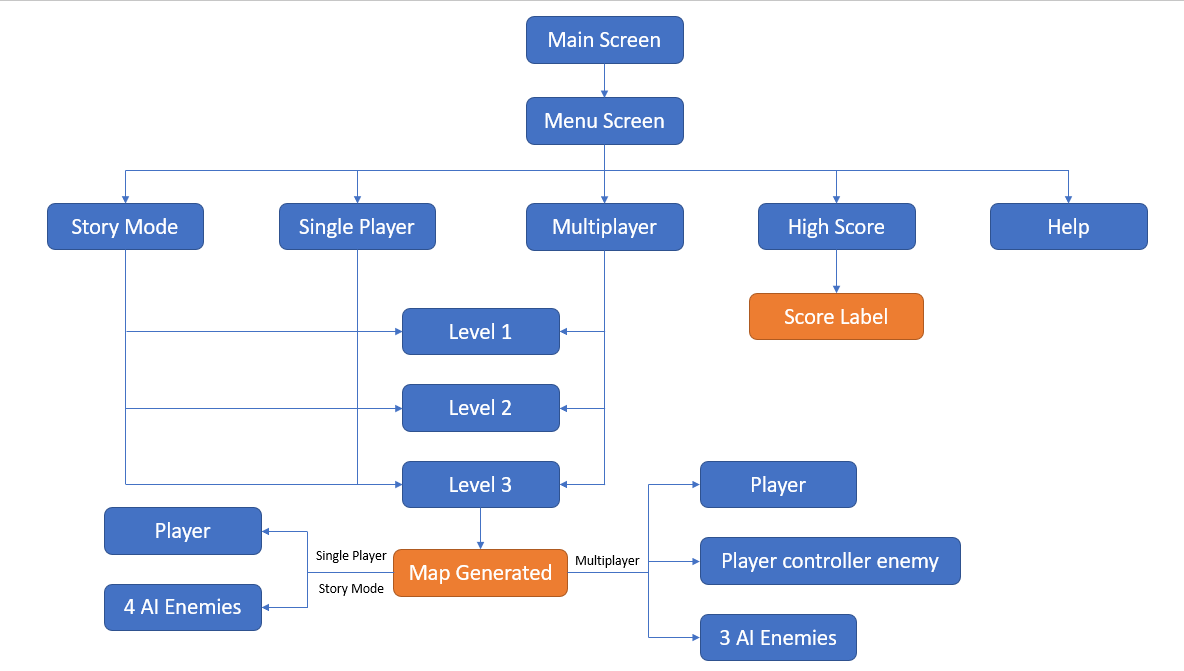 Main Screen
Menu Screen
Story Mode
Single Player
Multiplayer
High Score
Help
Score Label
Level 1
Level 2
Level 3
Player
4 AI Enemies
Single Player
Story Mode
Map Generated
Multiplayer
Player
Player controller enemy
3 AI Enemies